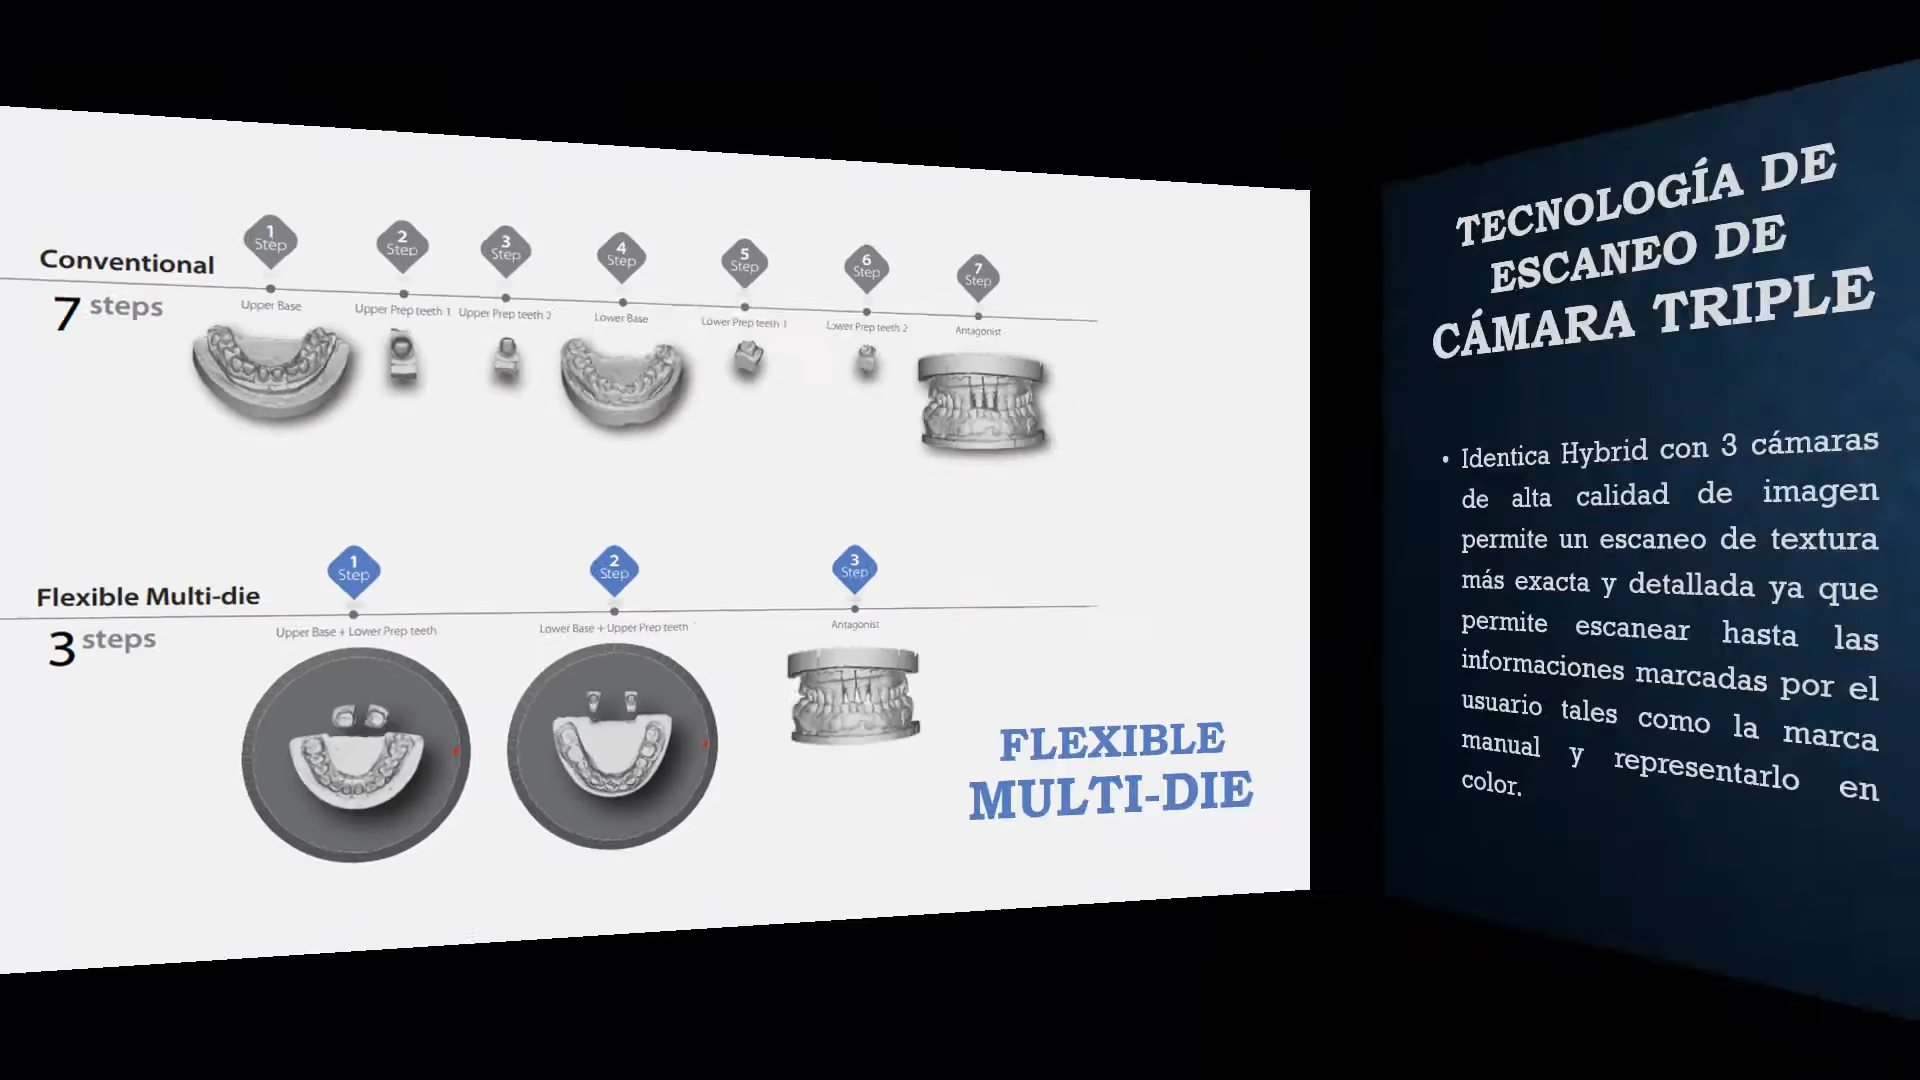 Conventional
7 steps
1 Step
2 Step
3 Step
4 Step
5 Step
6 Step
7 Step
Upper Base
Upper Prep teeth 1
Upper Prep teeth 2
Lower Base
Lower Prep teeth 1
Lower Prep teeth 2
Antagonist
Flexible Multi-die
3 steps
1 Step
2 Step
3 Step
Upper Base + Lower Prep teeth
Lower Base + Upper Prep teeth
Antagonist
FLEXIBLE
MULTI-DIE
TECNOLOGÍA DE
ESCANEO DE
CÁMARA TRIPLE
• Identica Hybrid con 3 cámaras
de alta calidad de imagen
permite un escaneo de textura
más exacta y detallada ya que
permite escanear hasta las
informaciones marcadas por el
usuario tales como la marca
manual y representarlo en
color.